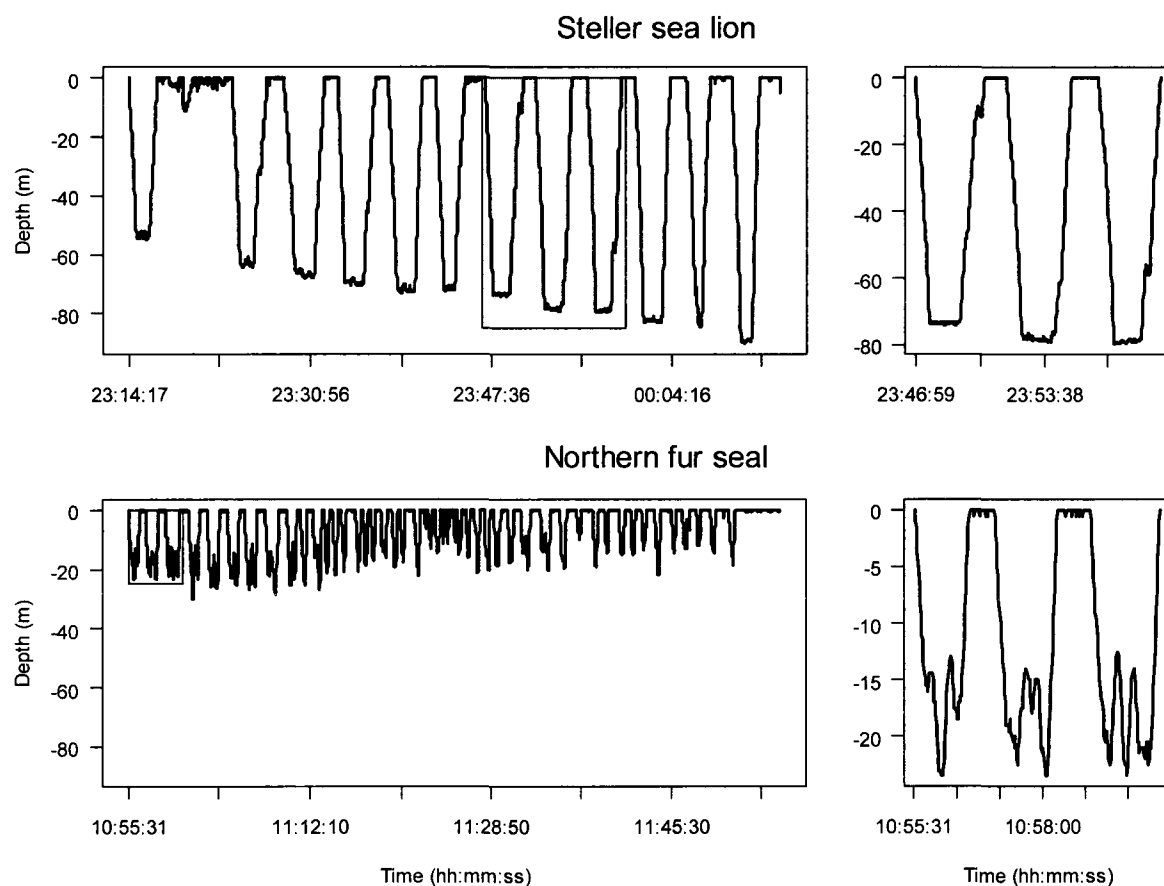 Steller sea lion
Depth (m)
0
-20
-40
-60
-80
23:14:17 23:30:56 23:47:36 00:04:16
0
-20
-40
-60
-80
23:46:59 23:53:38
Northern fur seal
Depth (m)
0
-20
-40
-60
-80
10:55:31 11:12:10 11:28:50 11:45:30
Time (hh:mm:ss)
0
-5
-10
-15
-20
10:55:31 10:58:00
Time (hh:mm:ss)